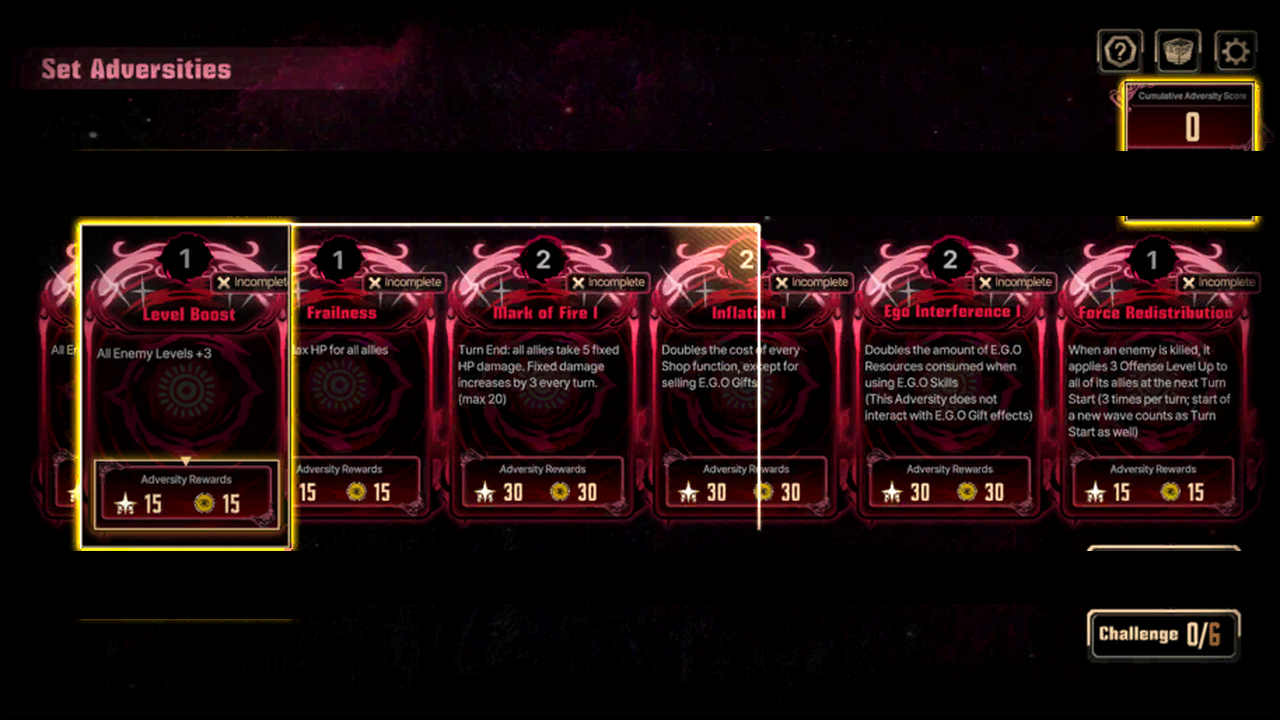 Set Adversities
?
Cumulative Adversity Score
0
All
1
Incomplete
Level Boost
All Enemy Levels +3
Adversity Rewards
15 15
1
Incomplete
Frailness
HP for all allies
Adversity Rewards
15 15
2
Incomplete
Mark of Fire I
Turn End: all allies take 5 fixed
HP damage. Fixed damage
increases by 3 every turn.
(max 20)
Adversity Rewards
30 30
2
Incomplete
Inflation I
Doubles the cost of every
Shop function, except for
selling E.G.O Gifts
Adversity Rewards
30 30
2
Incomplete
Ego Interference I
Doubles the amount of E.G.O
Resources consumed when
using E.G.O Skills
(This Adversity does not
interact with E.G.O Gift effects)
Adversity Rewards
30 30
1
Incomplete
Force Redistribution
When an enemy is killed, it
applies 3 Offense Level Up to
all of its allies at the next Turn
Start (3 times per turn; start of
a new wave counts as Turn
Start as well)
Adversity Rewards
15 15
Challenge 0/6